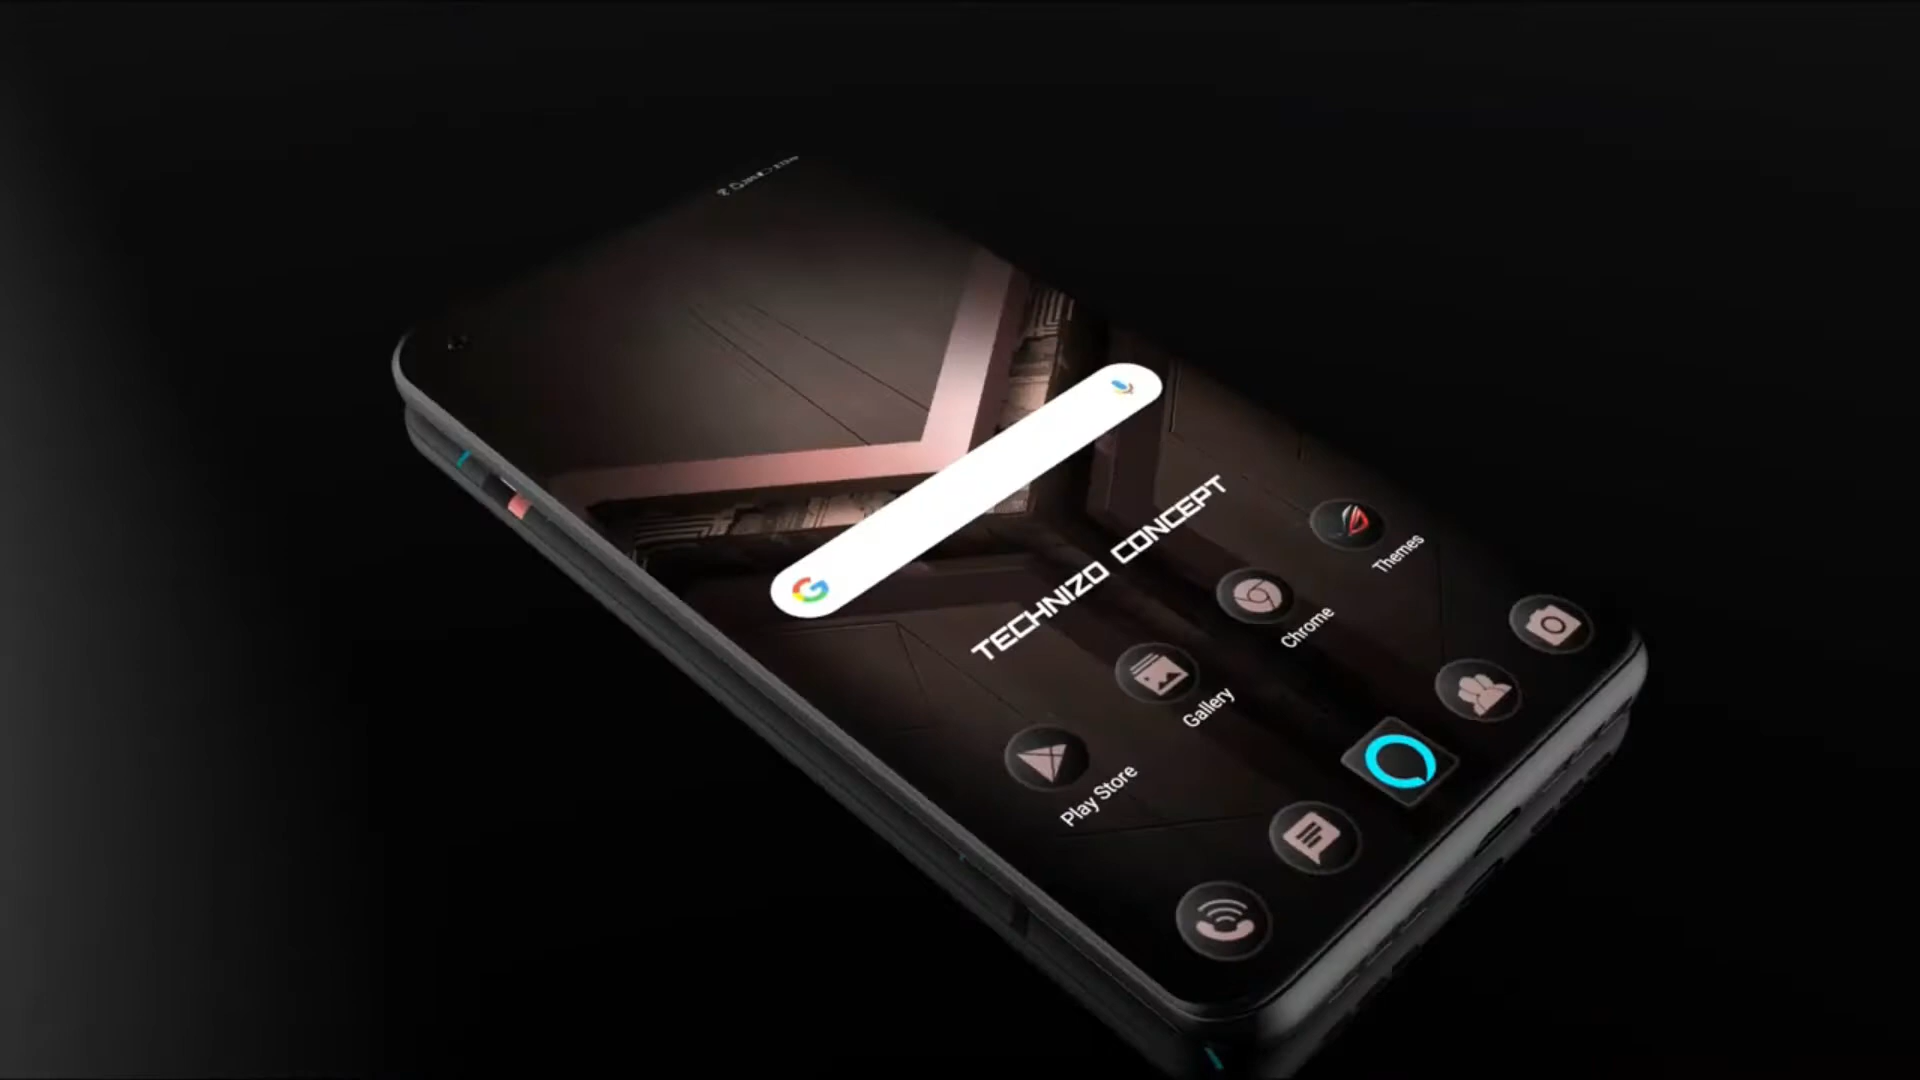 TECHNIZO CONCEPT
Themes
Chrome
Gallery
Play Store